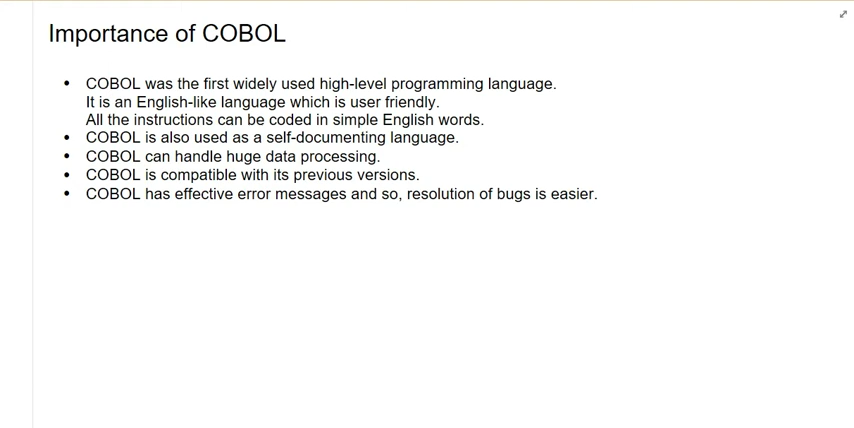 Importance of COBOL
• COBOL was the first widely used high-level programming language.
It is an English-like language which is user friendly.
All the instructions can be coded in simple English words.
• COBOL is also used as a self-documenting language.
• COBOL can handle huge data processing.
• COBOL is compatible with its previous versions.
• COBOL has effective error messages and so, resolution of bugs is easier.